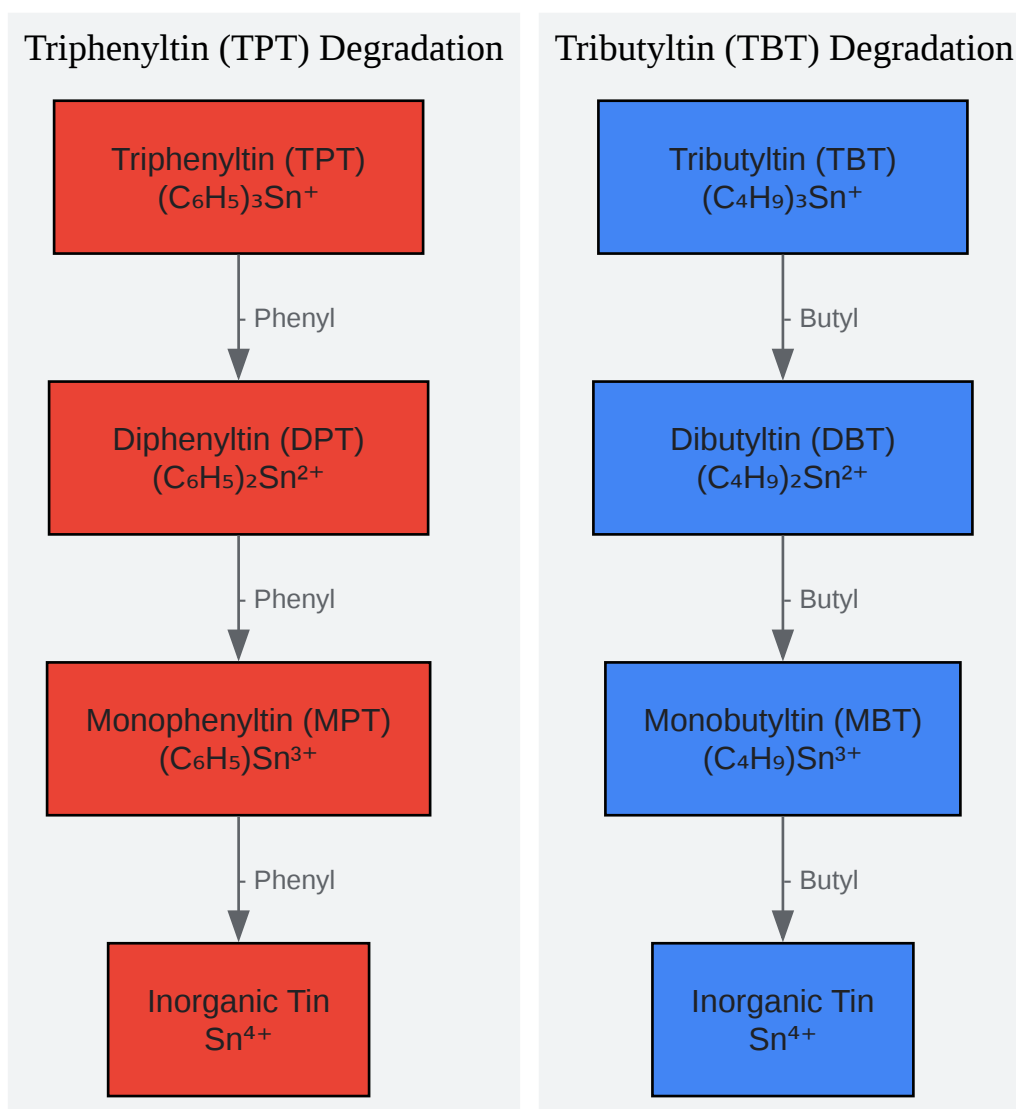 Triphenyltin (TPT) Degradation
Triphenyltin (TPT)
(C₆H₅)₃Sn⁺
- Phenyl
Diphenyltin (DPT)
(C₆H₅)₂Sn²⁺
- Phenyl
Monophenyltin (MPT)
(C₆H₅)Sn³⁺
- Phenyl
Inorganic Tin
Sn⁴⁺
Tributyltin (TBT) Degradation
Tributyltin (TBT)
(C₄H₉)₃Sn⁺
- Butyl
Dibutyltin (DBT)
(C₄H₉)₂Sn²⁺
- Butyl
Monobutyltin (MBT)
(C₄H₉)Sn³⁺
- Butyl
Inorganic Tin
Sn⁴⁺